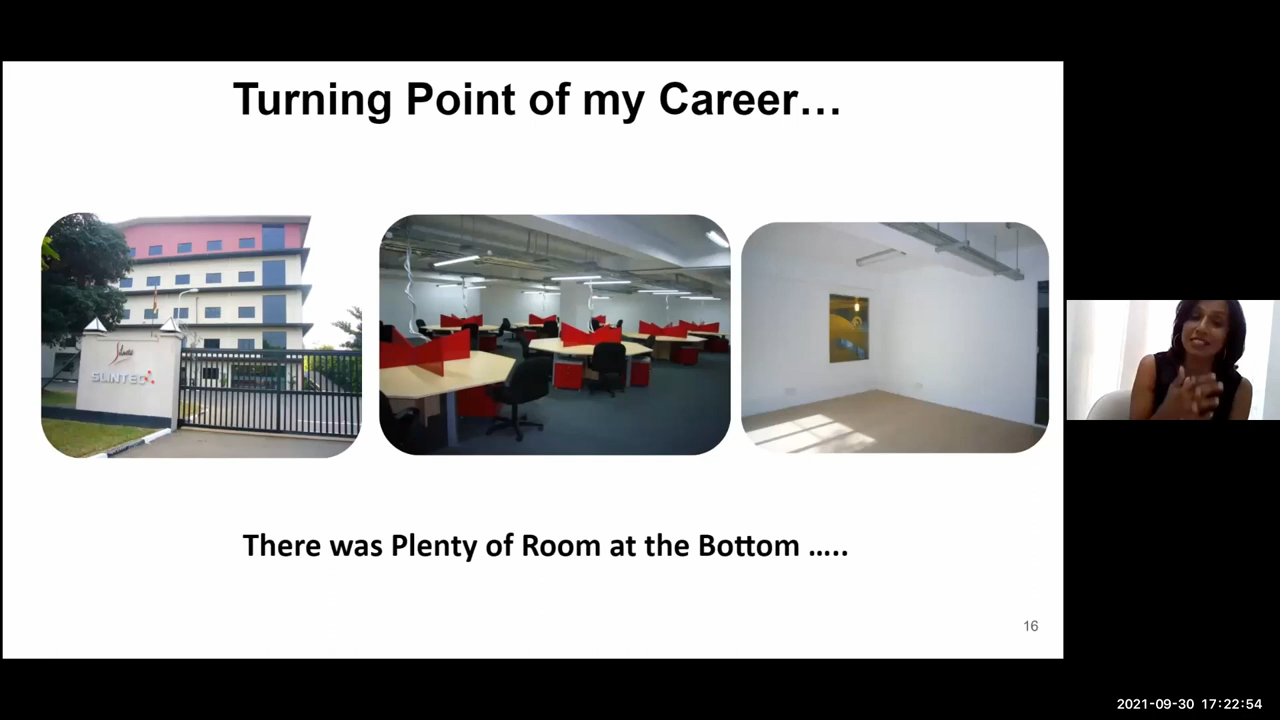 Turning Point of my Career...
SLINTEC
There was Plenty of Room at the Bottom .....
16
2021-09-30 17:22:54